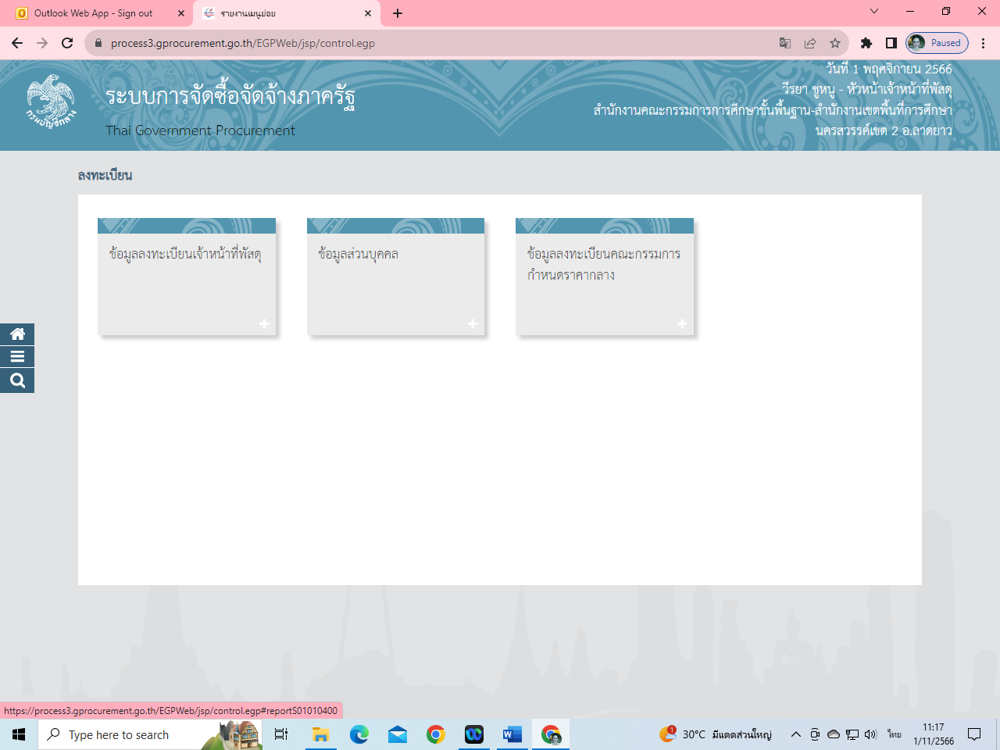 Outlook Web App - Sign out
รายงานเมนูย่อย
process3.gprocurement.go.th/EGPWeb/jsp/control.egp
Paused
กรมบัญชีกลาง
ระบบการจัดซื้อจัดจ้างภาครัฐ
Thai Government Procurement
วันที่ 1 พฤศจิกายน 2566
วีรยา ชูหนู - หัวหน้าเจ้าหน้าที่พัสดุ
สำนักงานคณะกรรมการการศึกษาขั้นพื้นฐาน-สำนักงานเขตพื้นที่การศึกษา
นครสวรรค์เขต 2 อ.ลาดยาว
ลงทะเบียน
ข้อมูลลงทะเบียนเจ้าหน้าที่พัสดุ
ข้อมูลส่วนบุคคล
ข้อมูลลงทะเบียนคณะกรรมการ
กำหนดราคากลาง
https://process3.gprocurement.go.th/EGPWeb/jsp/control.egp#reportS01010400
Type here to search
1
30°C มีแดดส่วนใหญ่
ไทย
11:17
1/11/2566